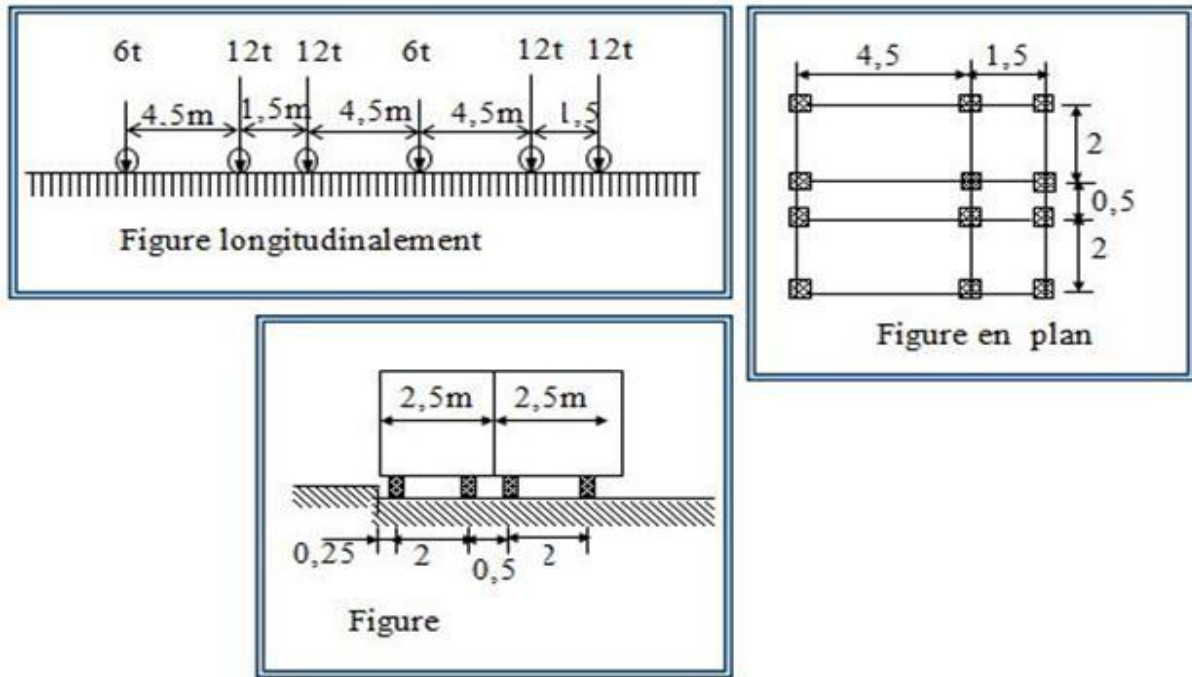 6t 12t 12t 6t 12t 12t
4.5m 1,5m 4,5m 4,5m 1,5
Figure longitudinalement
4,5 1,5
2
0,5
2
Figure en plan
2,5m 2,5m
0,25 2 0,5 2
Figure